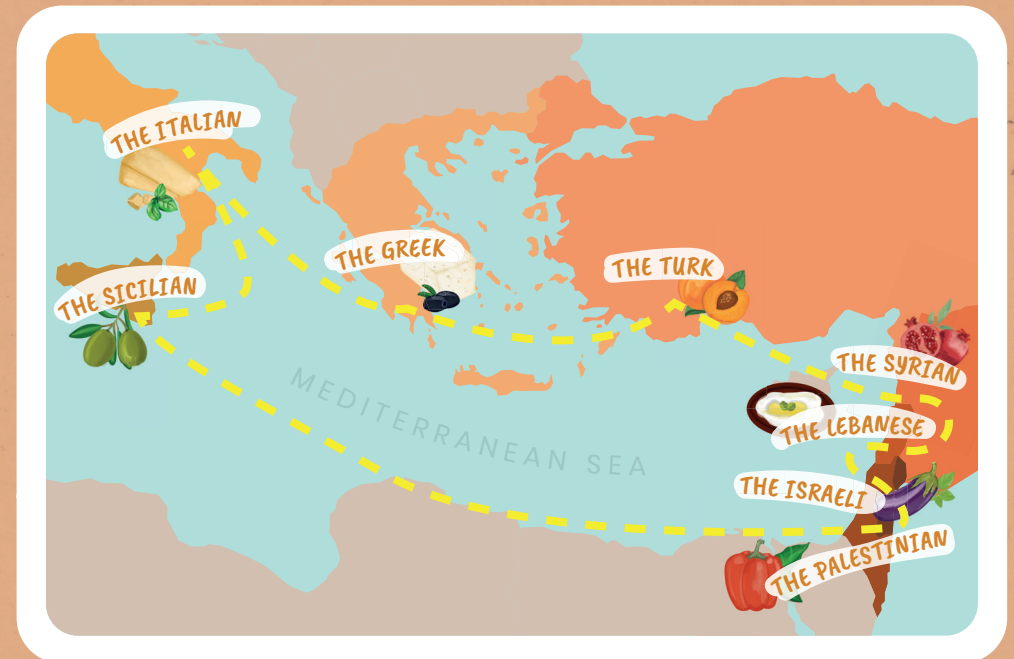 THE ITALIAN
THE GREEK
THE TURK
THE SICILIAN
THE SYRIAN
MEDITERRANEAN SEA
THE LEBANESE
THE ISRAELI
THE PALESTINIAN